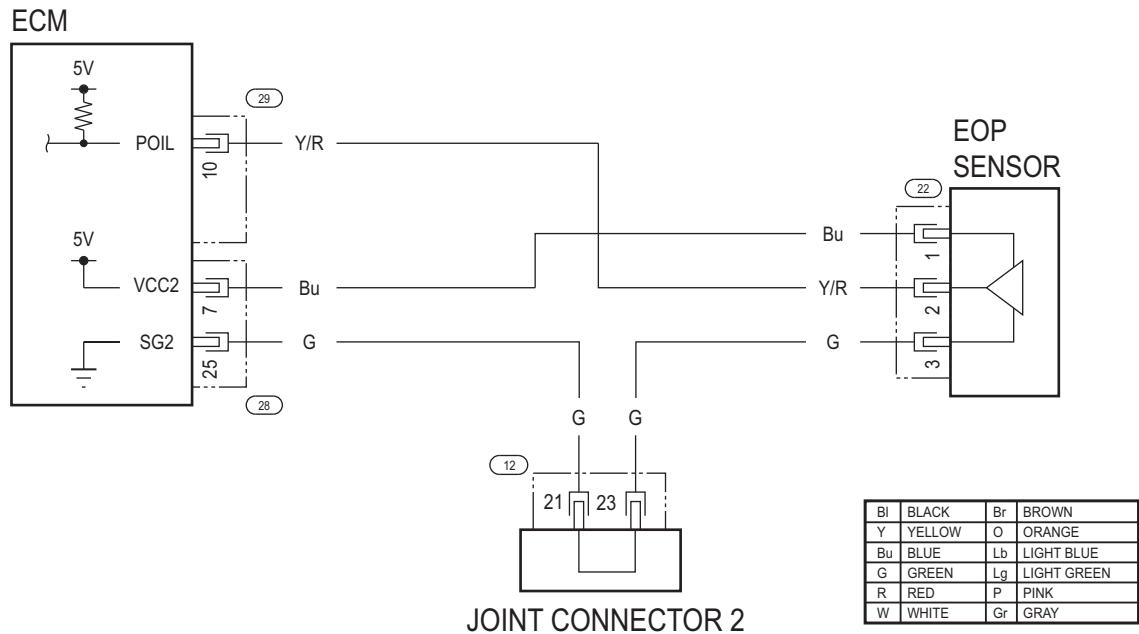 ECM
5V
29
POIL
10
Y/R
EOP
SENSOR
22
Bu
1
5V
VCC2
7
Bu
Y/R
2
SG2
25
G
G
3
28
G
G
12
21
23
Bl BLACK Br BROWN
Y YELLOW O ORANGE
Bu BLUE Lb LIGHT BLUE
G GREEN Lg LIGHT GREEN
R RED P PINK
W WHITE Gr GRAY
JOINT CONNECTOR 2